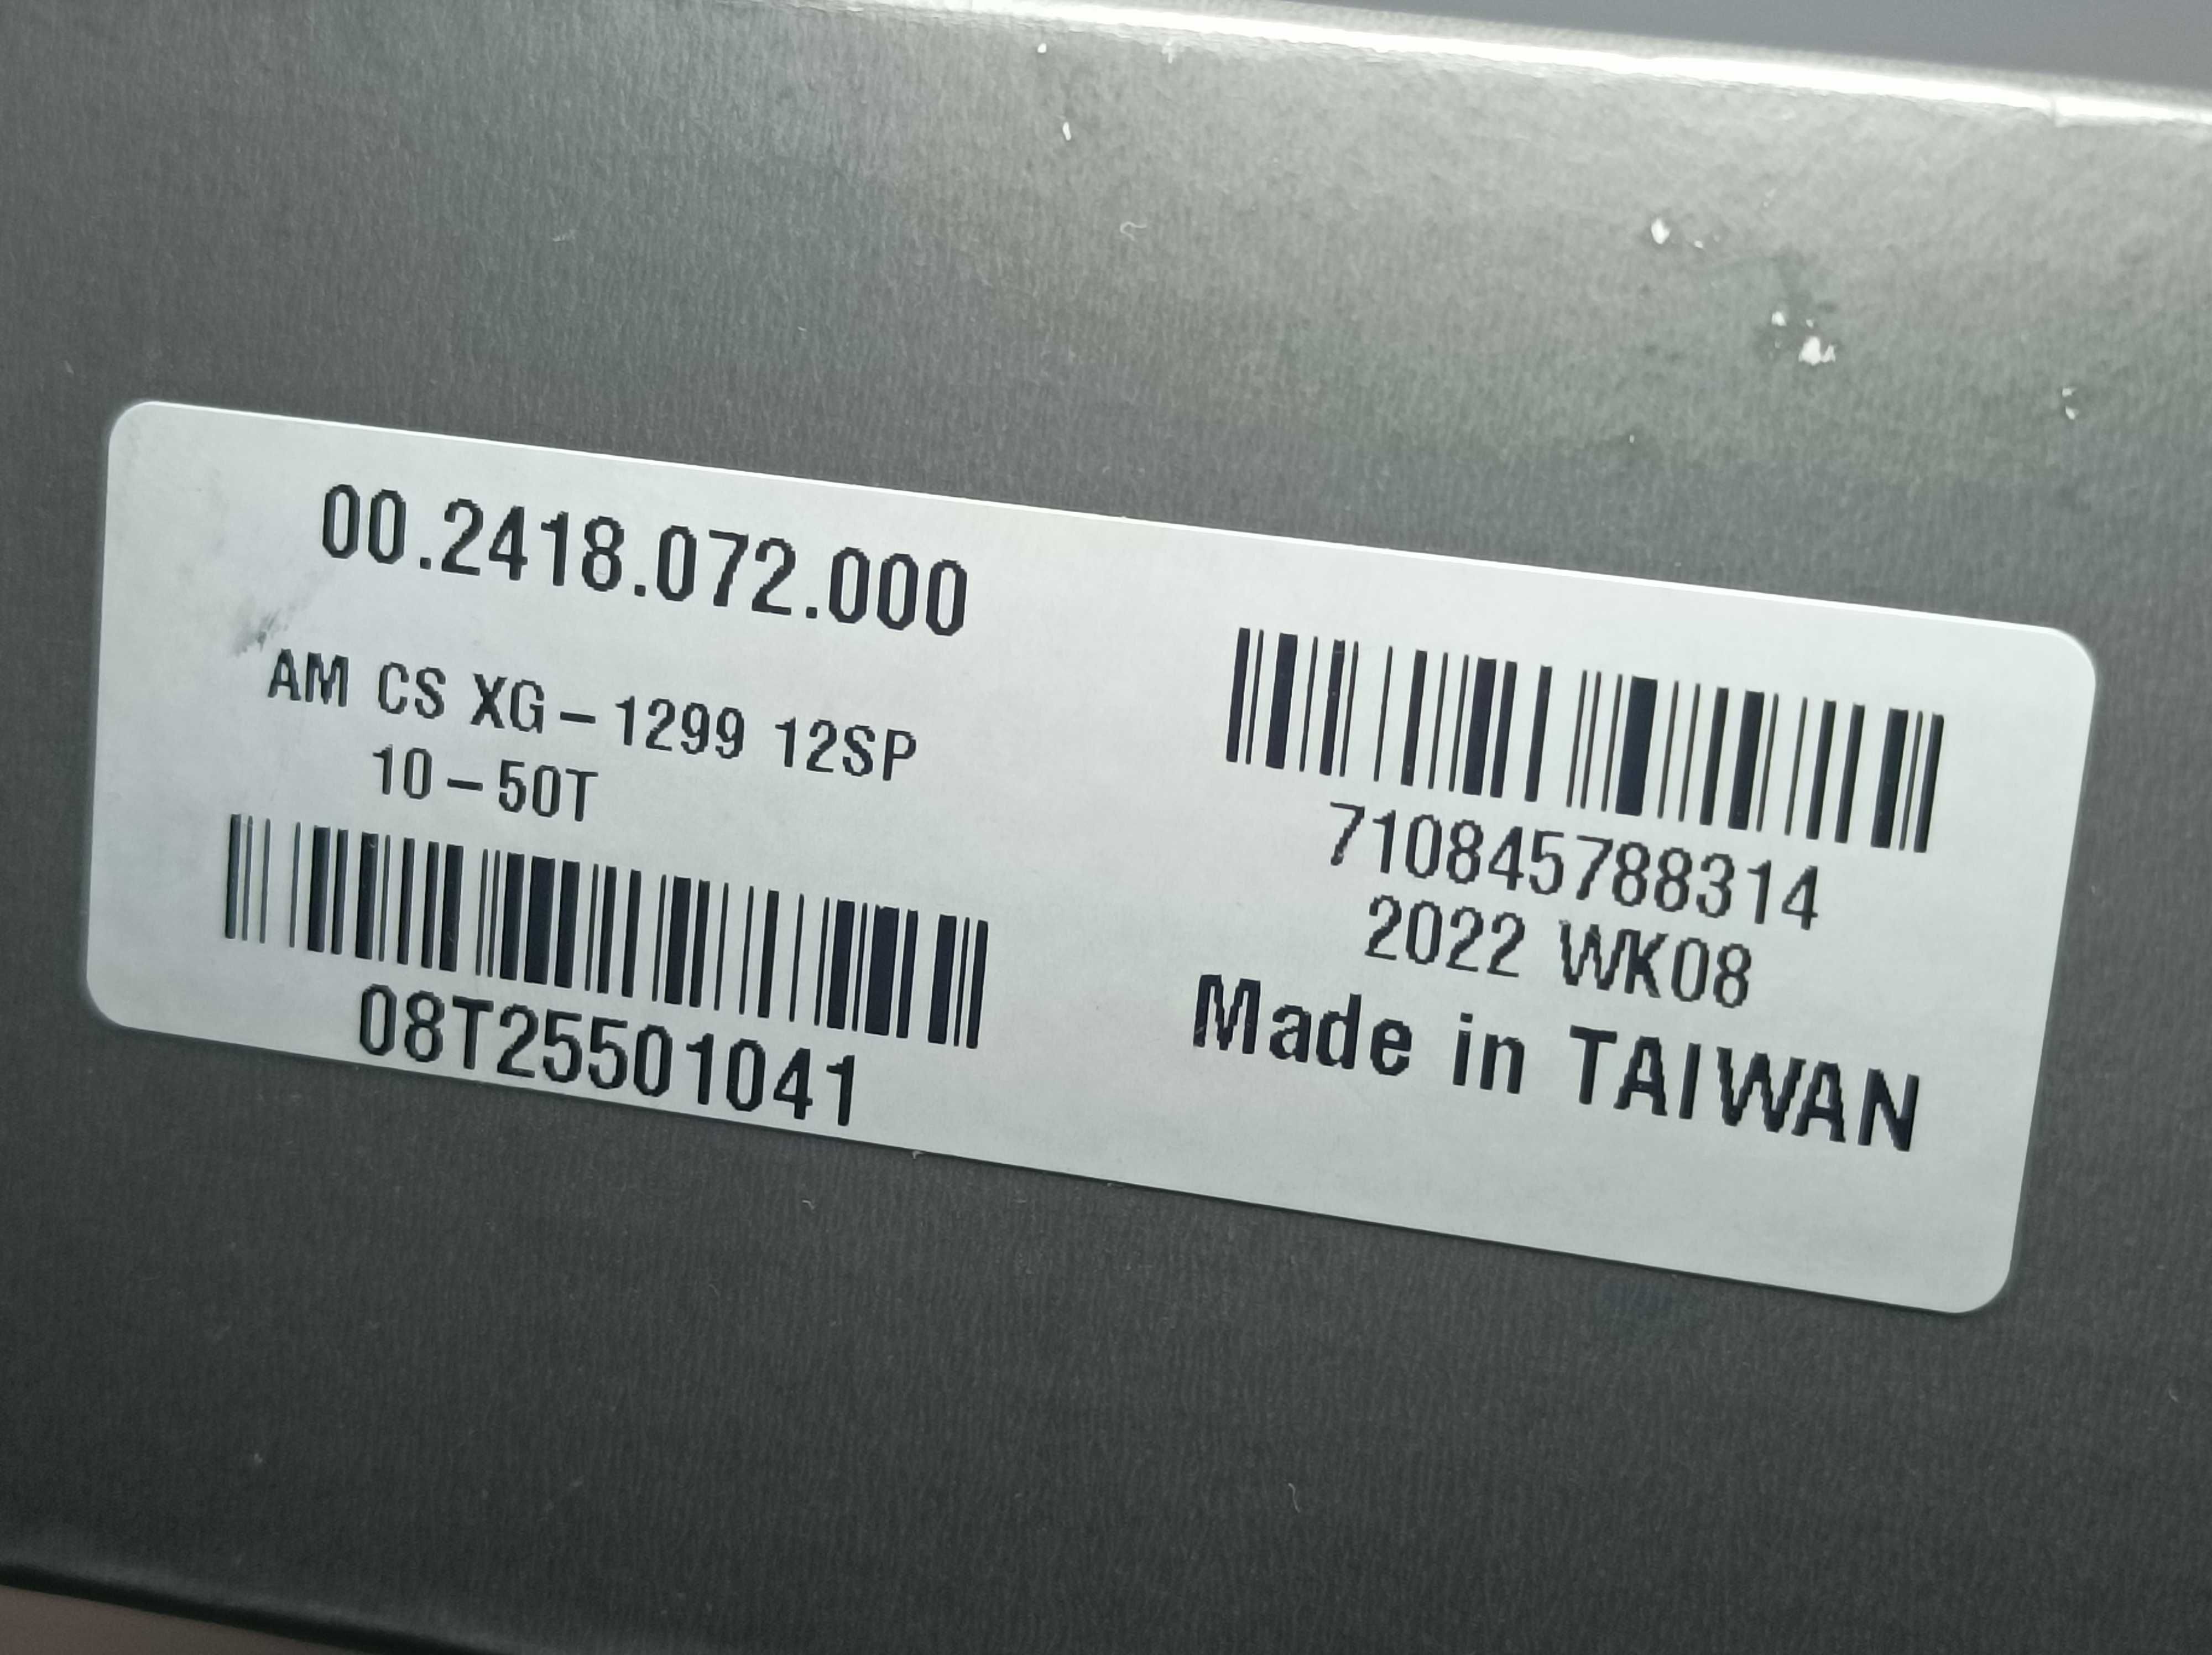 00.2418.072.000
AM CS XG-1299 12SP
10-50T
08T25501041
710845788314
2022 WK08
Made in TAIWAN